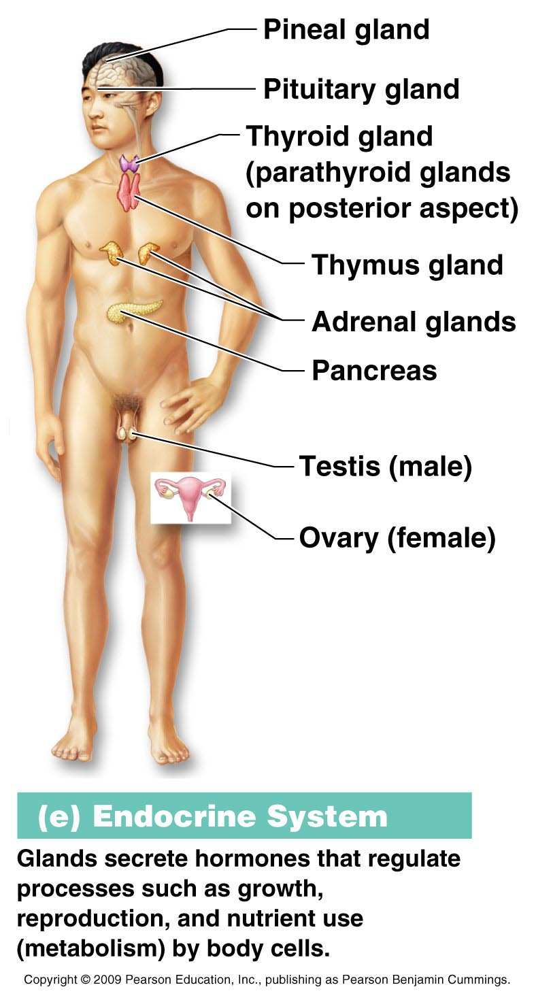 Pineal gland
Pituitary gland
Thyroid gland
(parathyroid glands
on posterior aspect)
Thymus gland
Adrenal glands
Pancreas
Testis (male)
Ovary (female)
(e) Endocrine System
Glands secrete hormones that regulate
processes such as growth,
reproduction, and nutrient use
(metabolism) by body cells.
Copyright © 2009 Pearson Education, Inc., publishing as Pearson Benjamin Cummings.